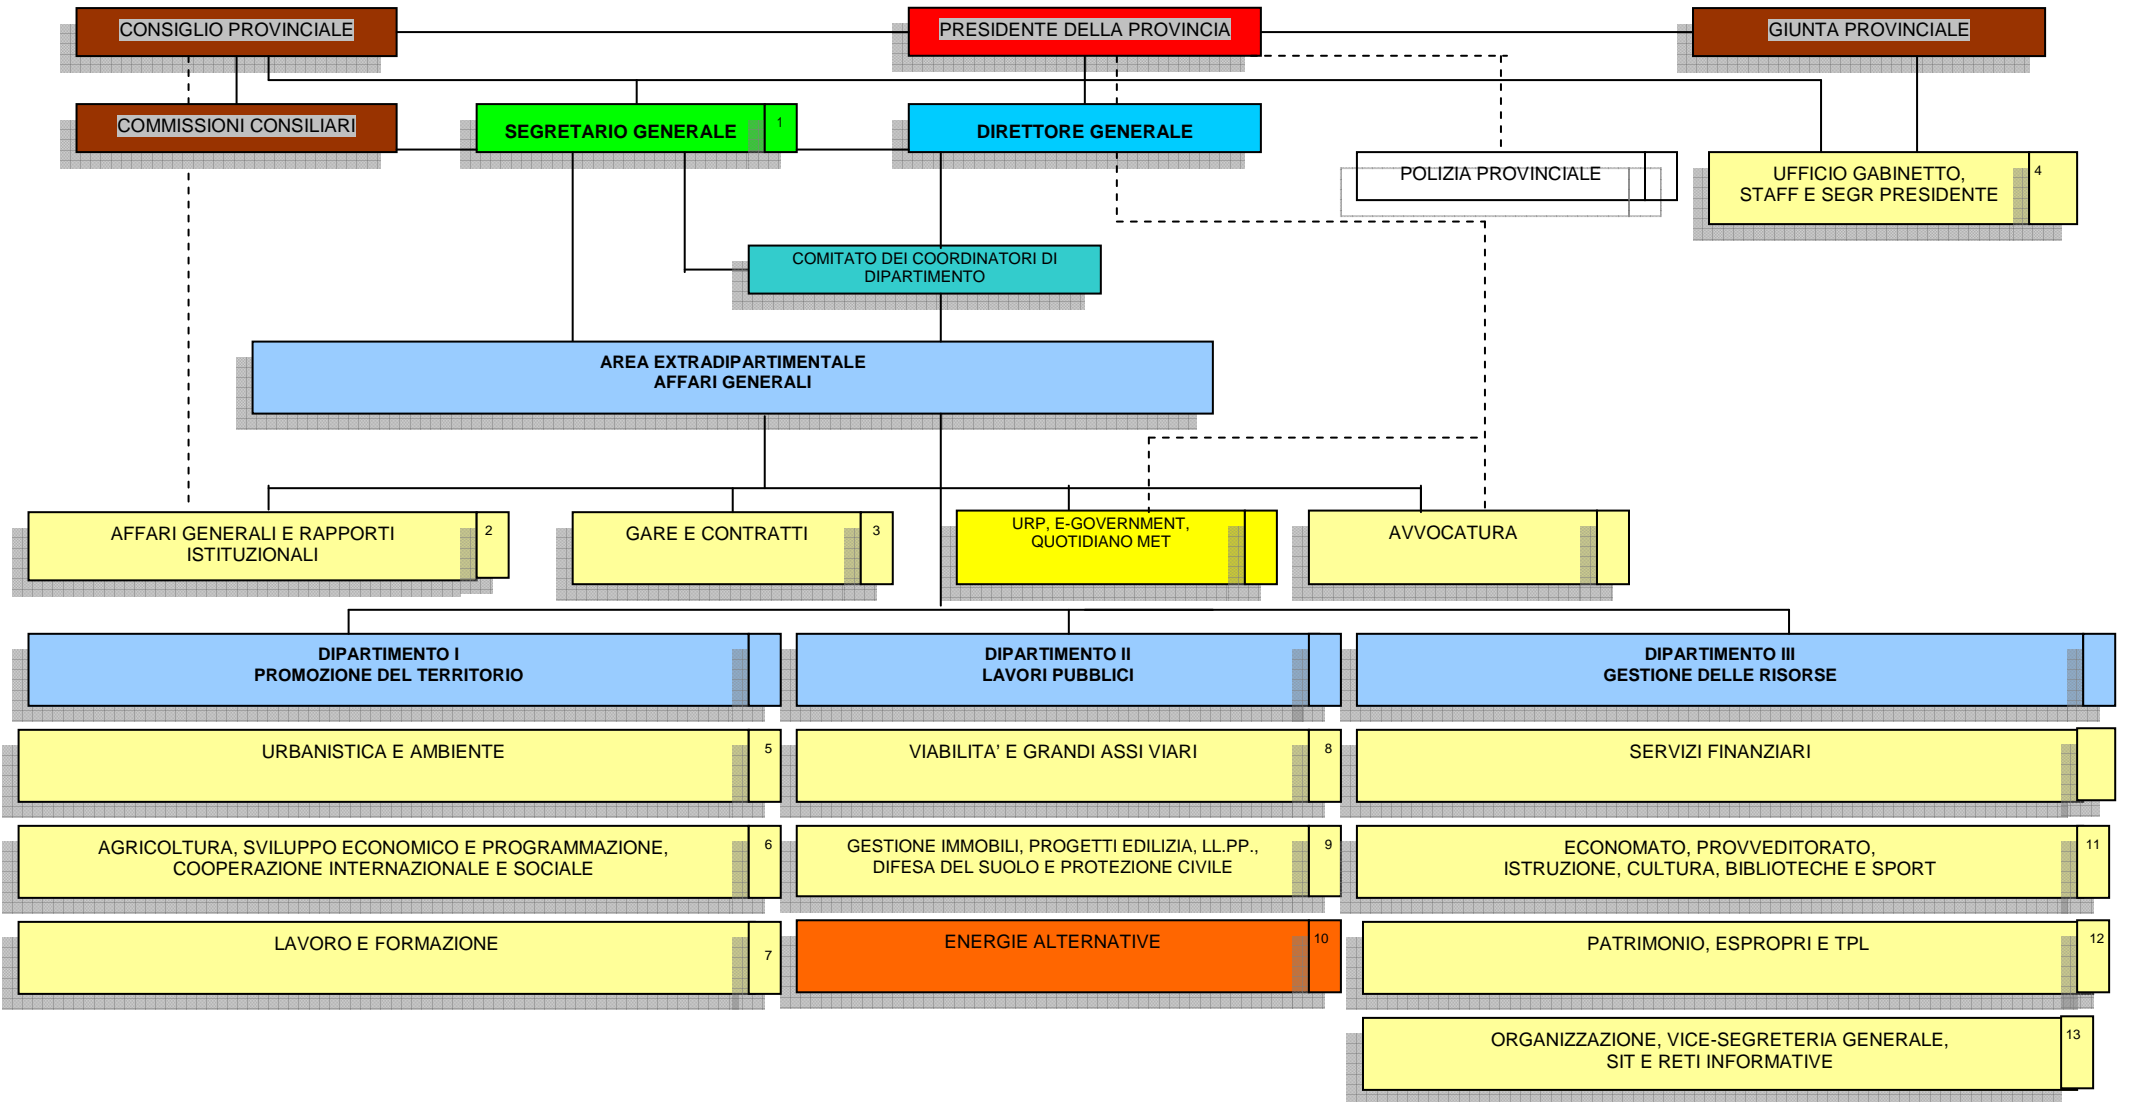 CONSIGLIO PROVINCIALE
PRESIDENTE DELLA PROVINCIA
GIUNTA PROVINCIALE
COMMISSIONI CONSILIARI
SEGRETARIO GENERALE
1
DIRETTORE GENERALE
POLIZIA PROVINCIALE
UFFICIO GABINETTO,
STAFF E SEGR PRESIDENTE
4
COMITATO DEI COORDINATORI DI
DIPARTIMENTO
AREA EXTRADIPARTIMENTALE
AFFARI GENERALI
AFFARI GENERALI E RAPPORTI
ISTITUZIONALI
2
GARE E CONTRATTI
3
URP, E-GOVERNMENT,
QUOTIDIANO MET
AVVOCATURA
DIPARTIMENTO I
PROMOZIONE DEL TERRITORIO
DIPARTIMENTO II
LAVORI PUBBLICI
DIPARTIMENTO III
GESTIONE DELLE RISORSE
URBANISTICA E AMBIENTE
5
VIABILITA' E GRANDI ASSI VIARI
8
SERVIZI FINANZIARI
AGRICOLTURA, SVILUPPO ECONOMICO E PROGRAMMAZIONE,
COOPERAZIONE INTERNAZIONALE E SOCIALE
6
GESTIONE IMMOBILI, PROGETTI EDILIZIA, LL.PP.,
DIFESA DEL SUOLO E PROTEZIONE CIVILE
9
ECONOMATO, PROVVEDITORATO,
ISTRUZIONE, CULTURA, BIBLIOTECHE E SPORT
11
LAVORO E FORMAZIONE
7
ENERGIE ALTERNATIVE
10
PATRIMONIO, ESPROPRI E TPL
12
ORGANIZZAZIONE, VICE-SEGRETERIA GENERALE,
SIT E RETI INFORMATIVE
13